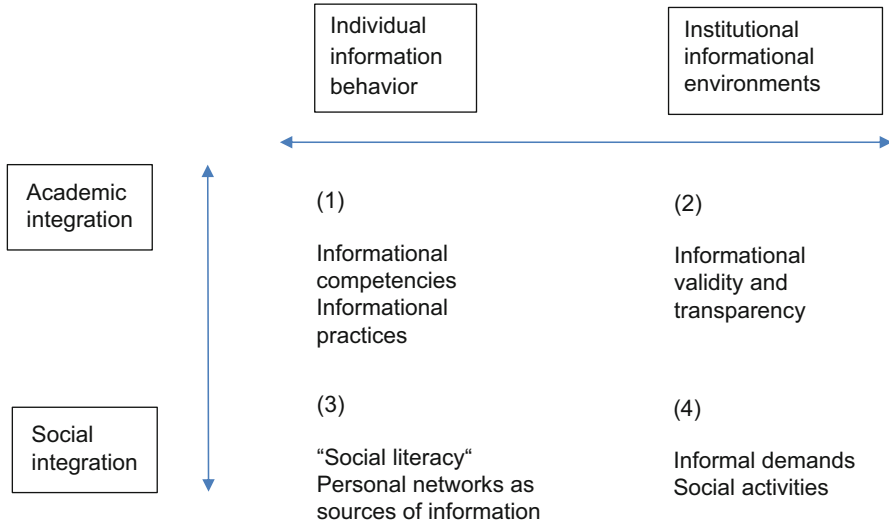 Individual
information
behavior
Institutional
informational
environments
Academic
integration
(1)
Informational
competencies
Informational
practices
(2)
Informational
validity and
transparency
Social
integration
(3)
“Social literacy“
Personal networks as
sources of information
(4)
Informal demands
Social activities